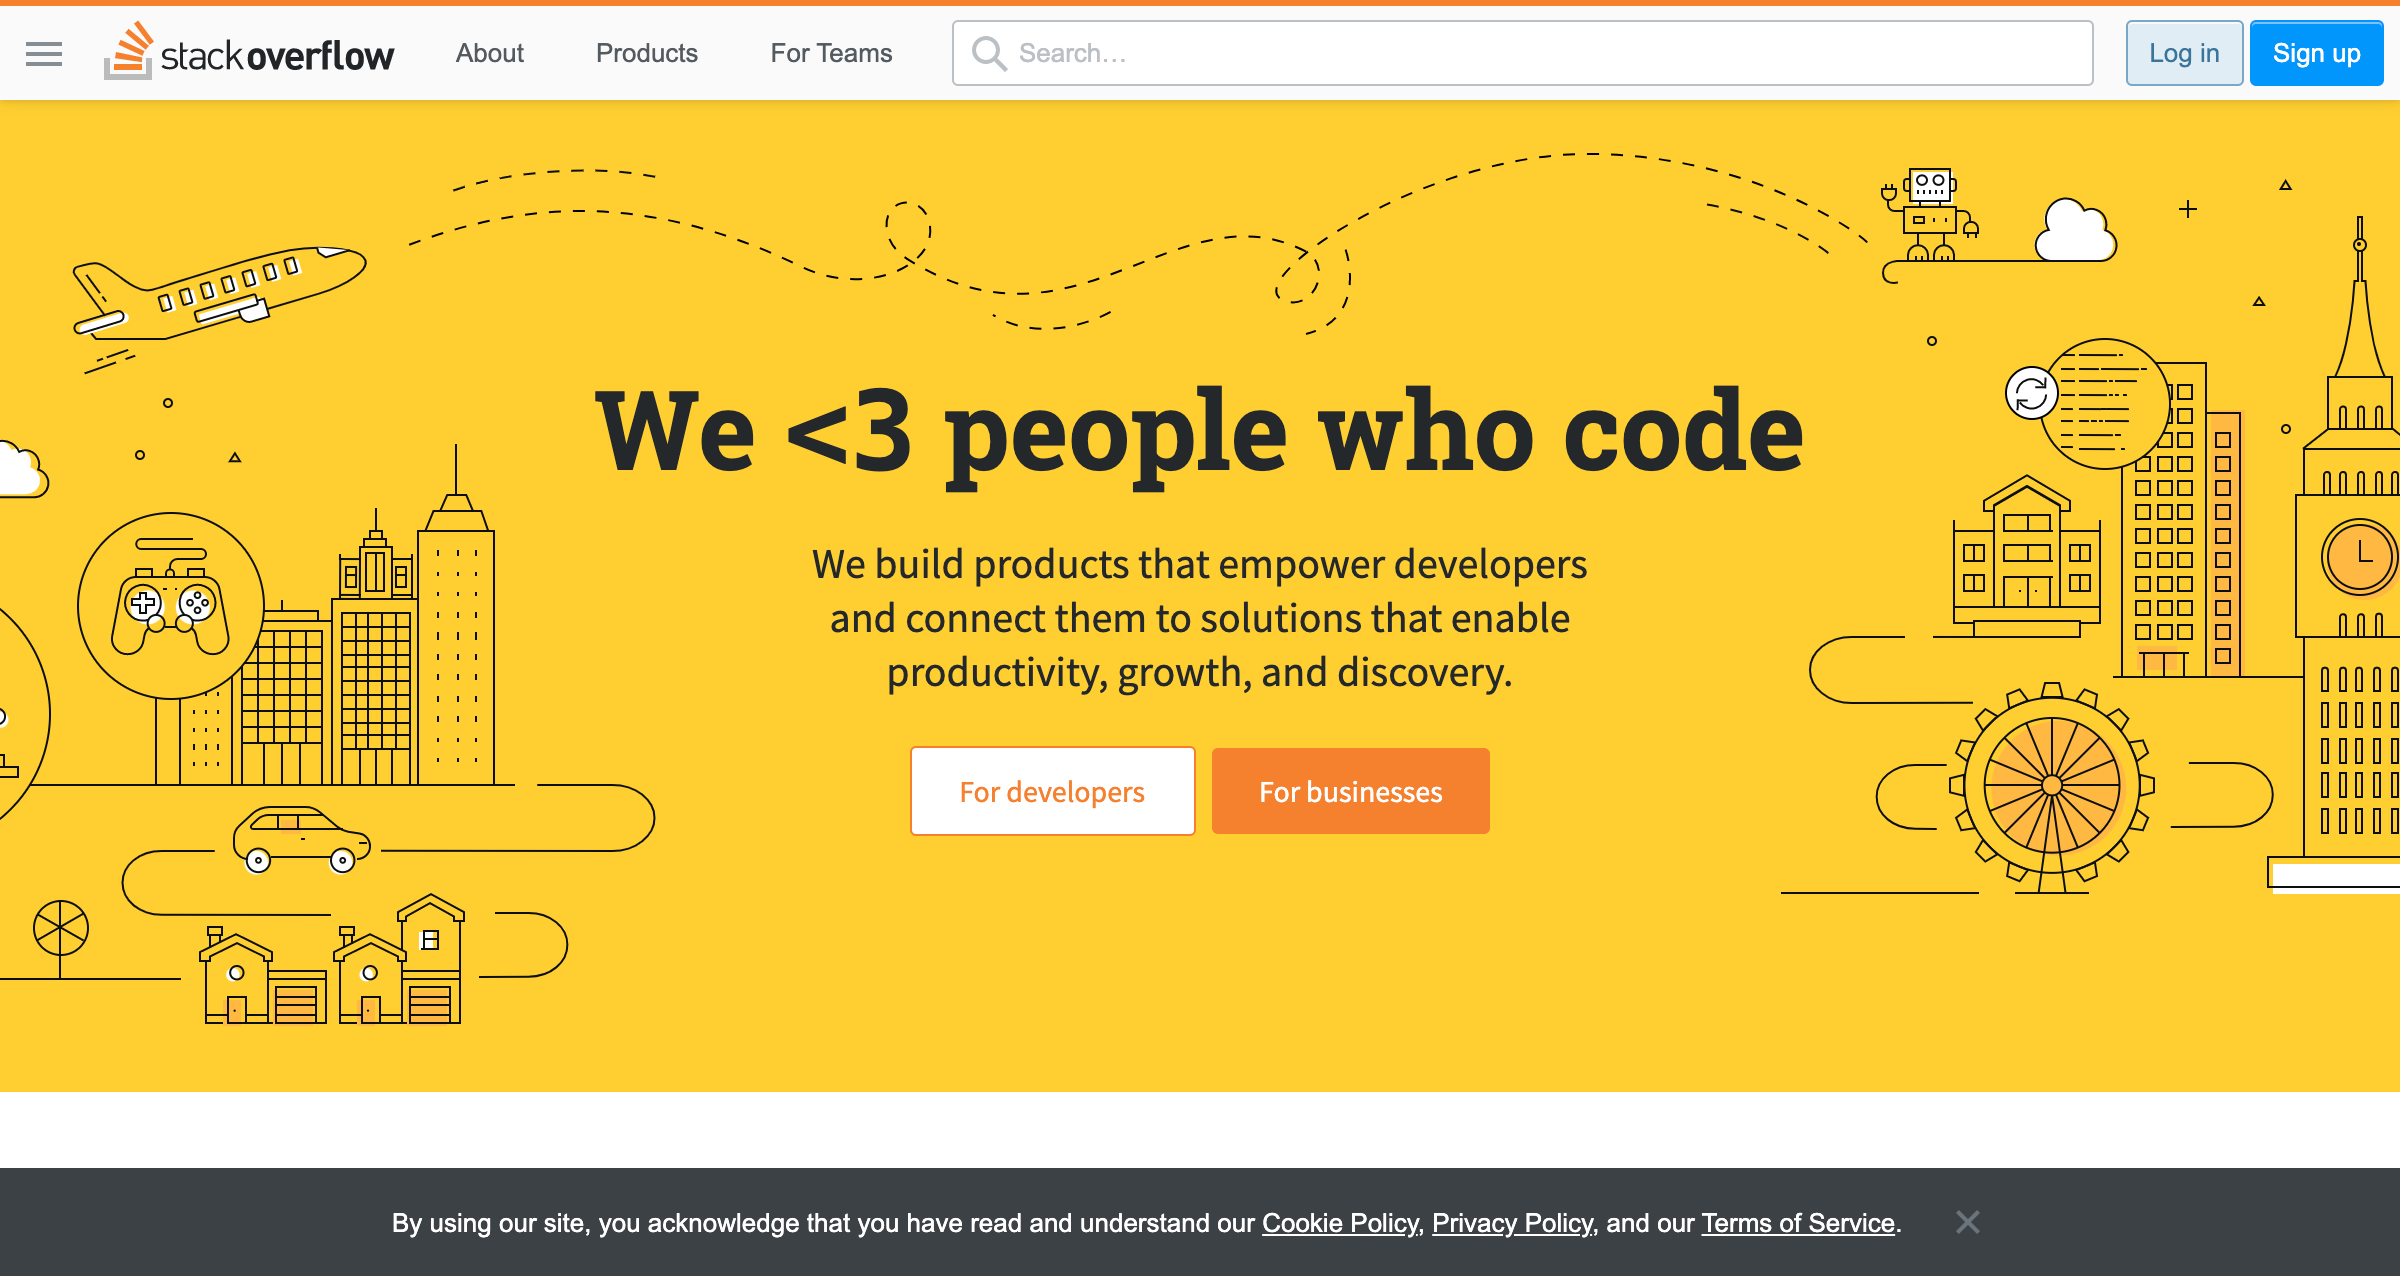 stackoverflow
About
Products
For Teams
Search…
Log in
Sign up
We <3 people who code
We build products that empower developers
and connect them to solutions that enable
productivity, growth, and discovery.
For developers
For businesses
By using our site, you acknowledge that you have read and understand our Cookie Policy, Privacy Policy, and our Terms of Service.